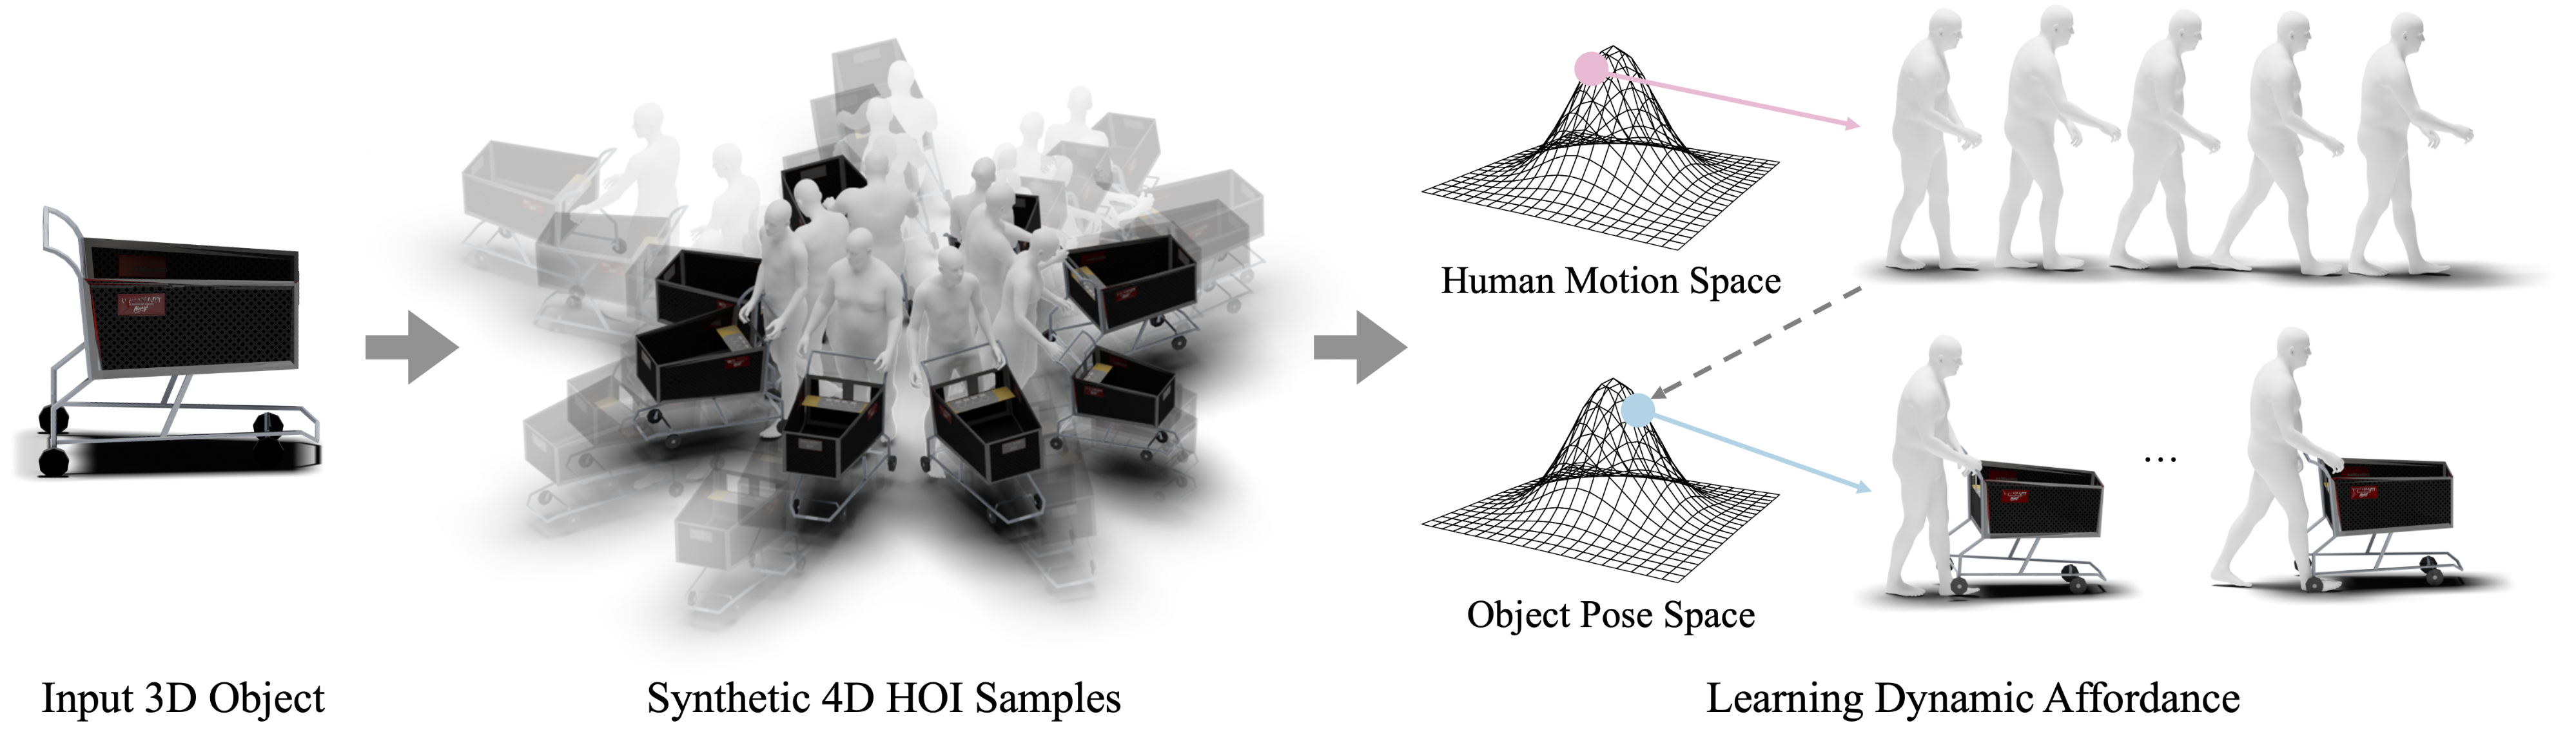 Human Motion Space
Object Pose Space
...
Input 3D Object
Synthetic 4D HOI Samples
Learning Dynamic Affordance